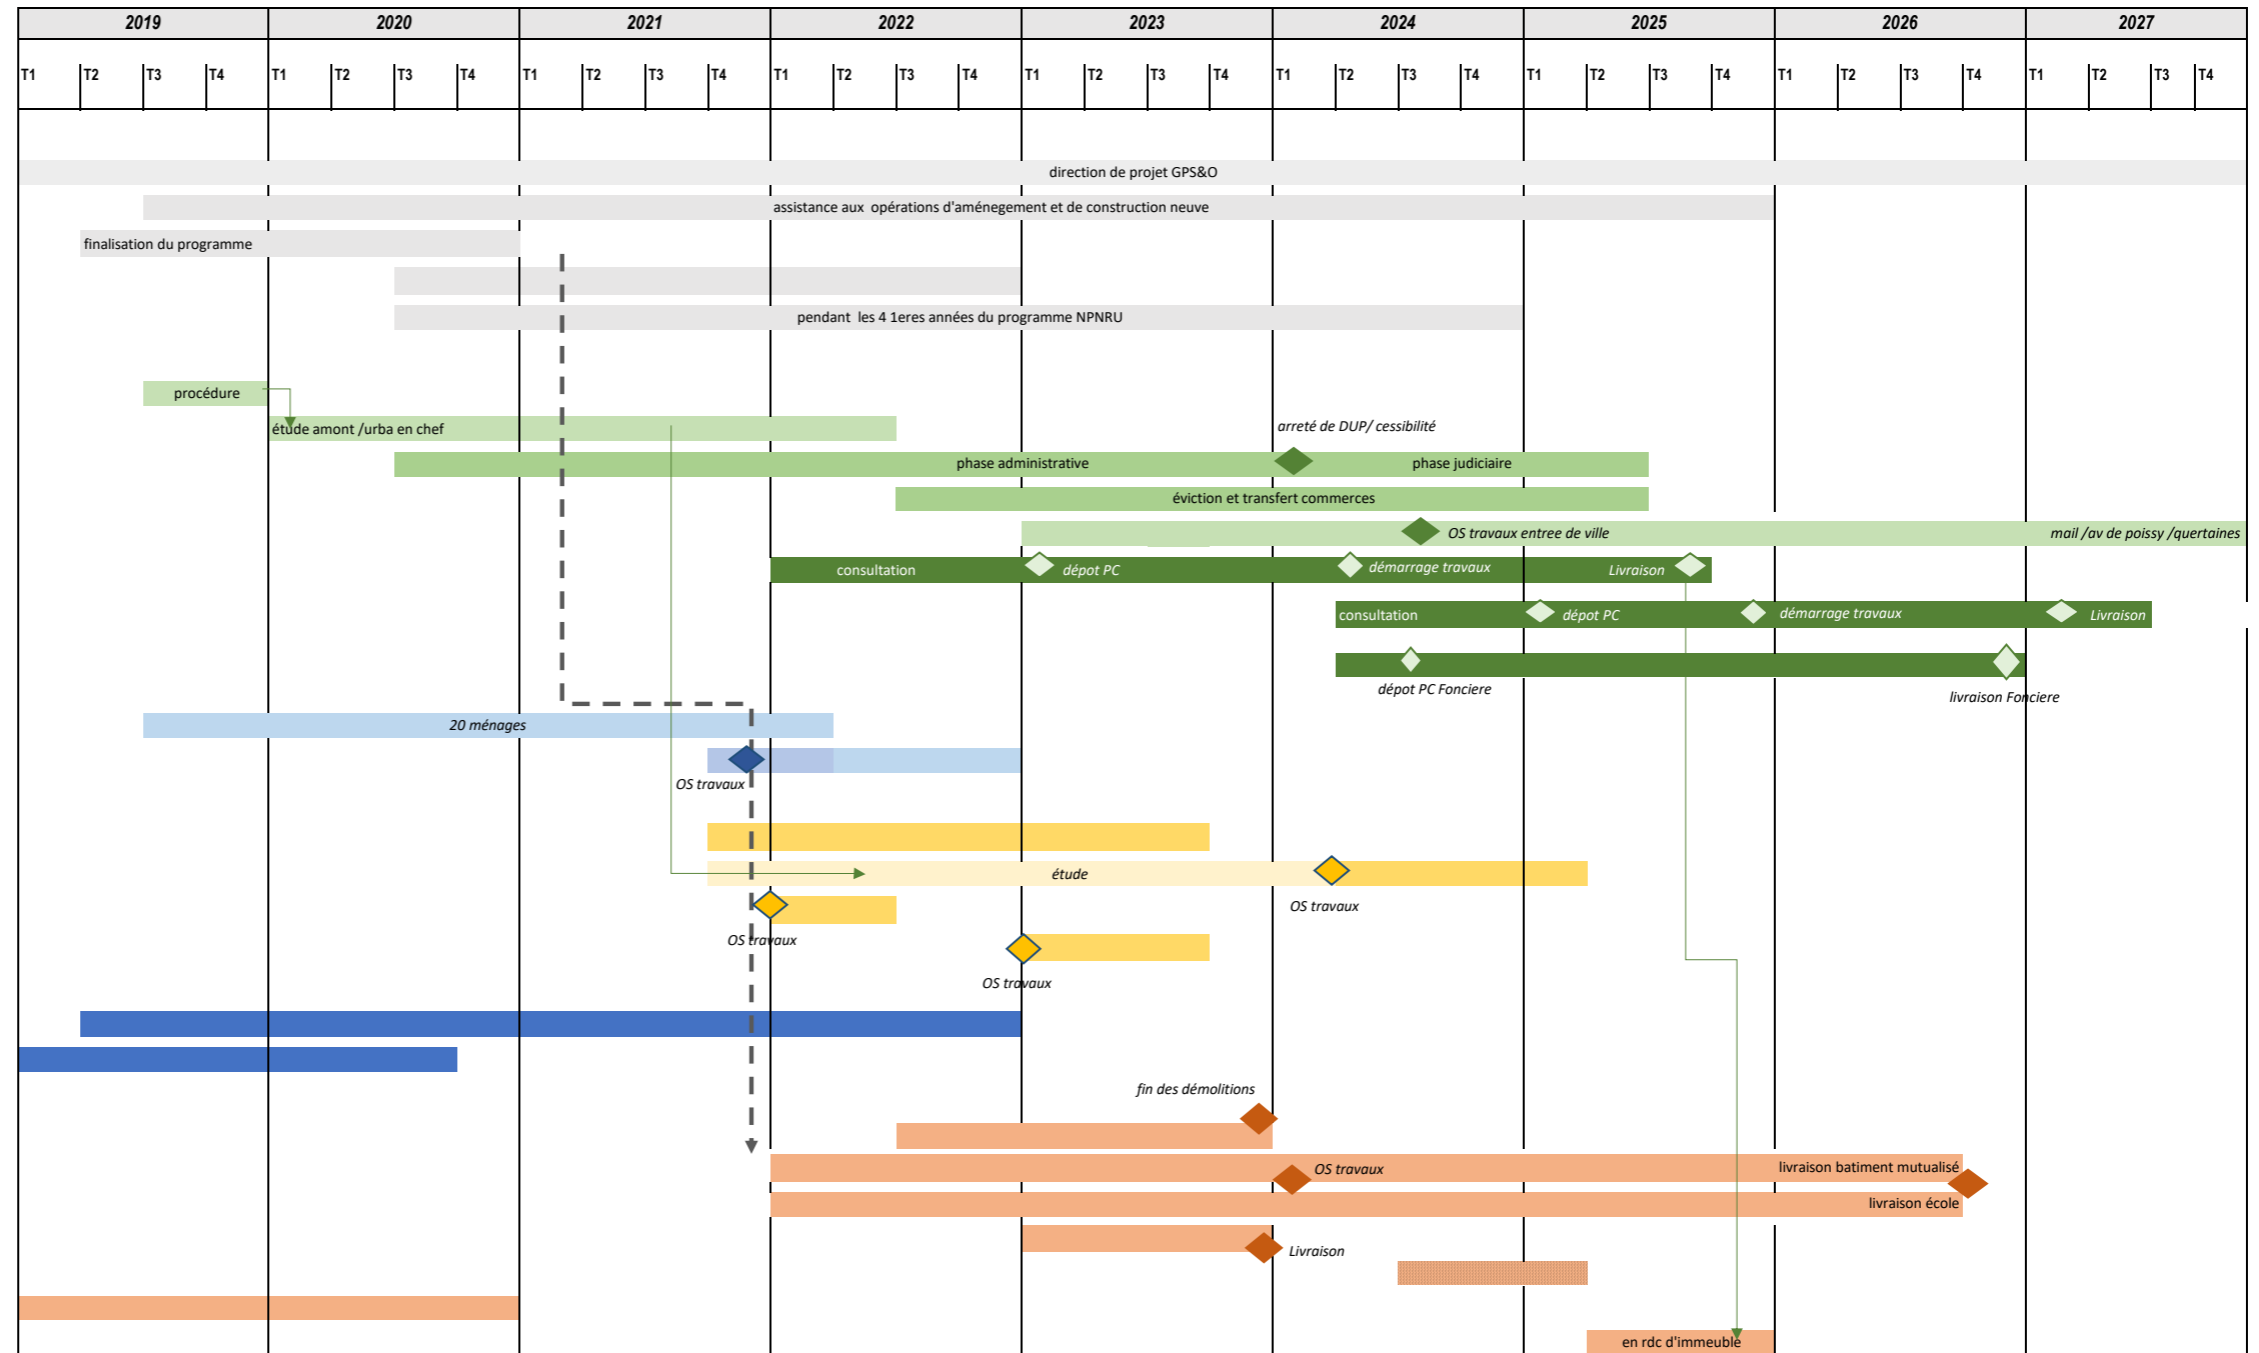 2019 2020 2021 2022 2023 2024 2025 2026 2027
T1 T2 T3 T4 T1 T2 T3 T4 T1 T2 T3 T4 T1 T2 T3 T4 T1 T2 T3 T4 T1 T2 T3 T4 T1 T2 T3 T4 T1 T2 T3 T4 T1 T2 T3 T4
direction de projet GPS&O
assistance aux opérations d'aménegement et de construction neuve
finalisation du programme
pendant les 4 1eres années du programme NPNRU
procédure
étude amont /urba en chef
arreté de DUP/ cessibilité
phase administrative
phase judiciaire
éviction et transfert commerces
OS travaux entree de ville
mail /av de poissy /quertaines
consultation
dépot PC
démarrage travaux
Livraison
consultation
dépot PC
démarrage travaux
Livraison
dépot PC Fonciere
livraison Fonciere
20 ménages
OS travaux
étude
OS travaux
OS travaux
OS travaux
fin des démolitions
OS travaux
livraison batiment mutualisé
livraison école
Livraison
en rdc d'immeuble